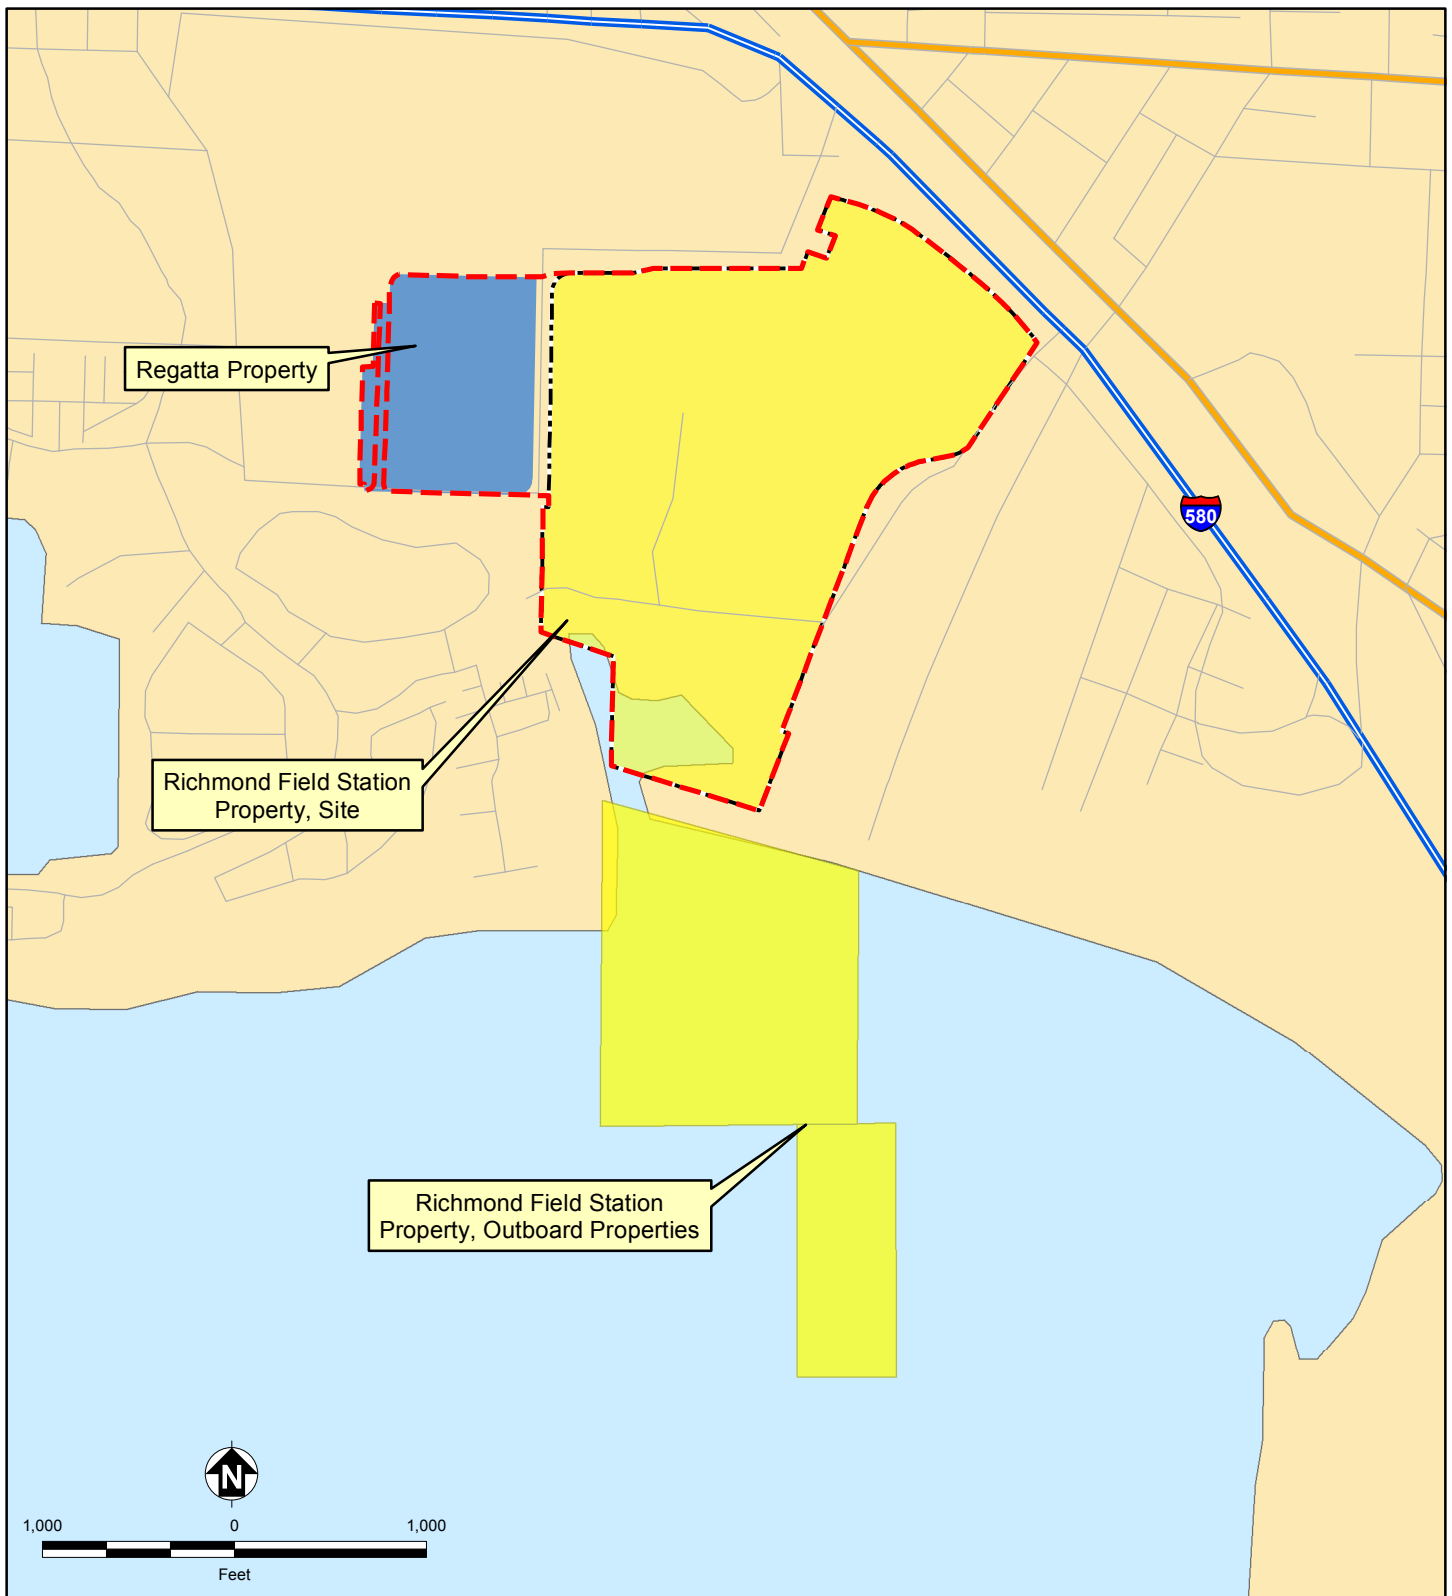 Regatta Property
580
Richmond Field Station
Property, Site
Richmond Field Station
Property, Outboard Properties
N
1,000 0 1,000
Feet